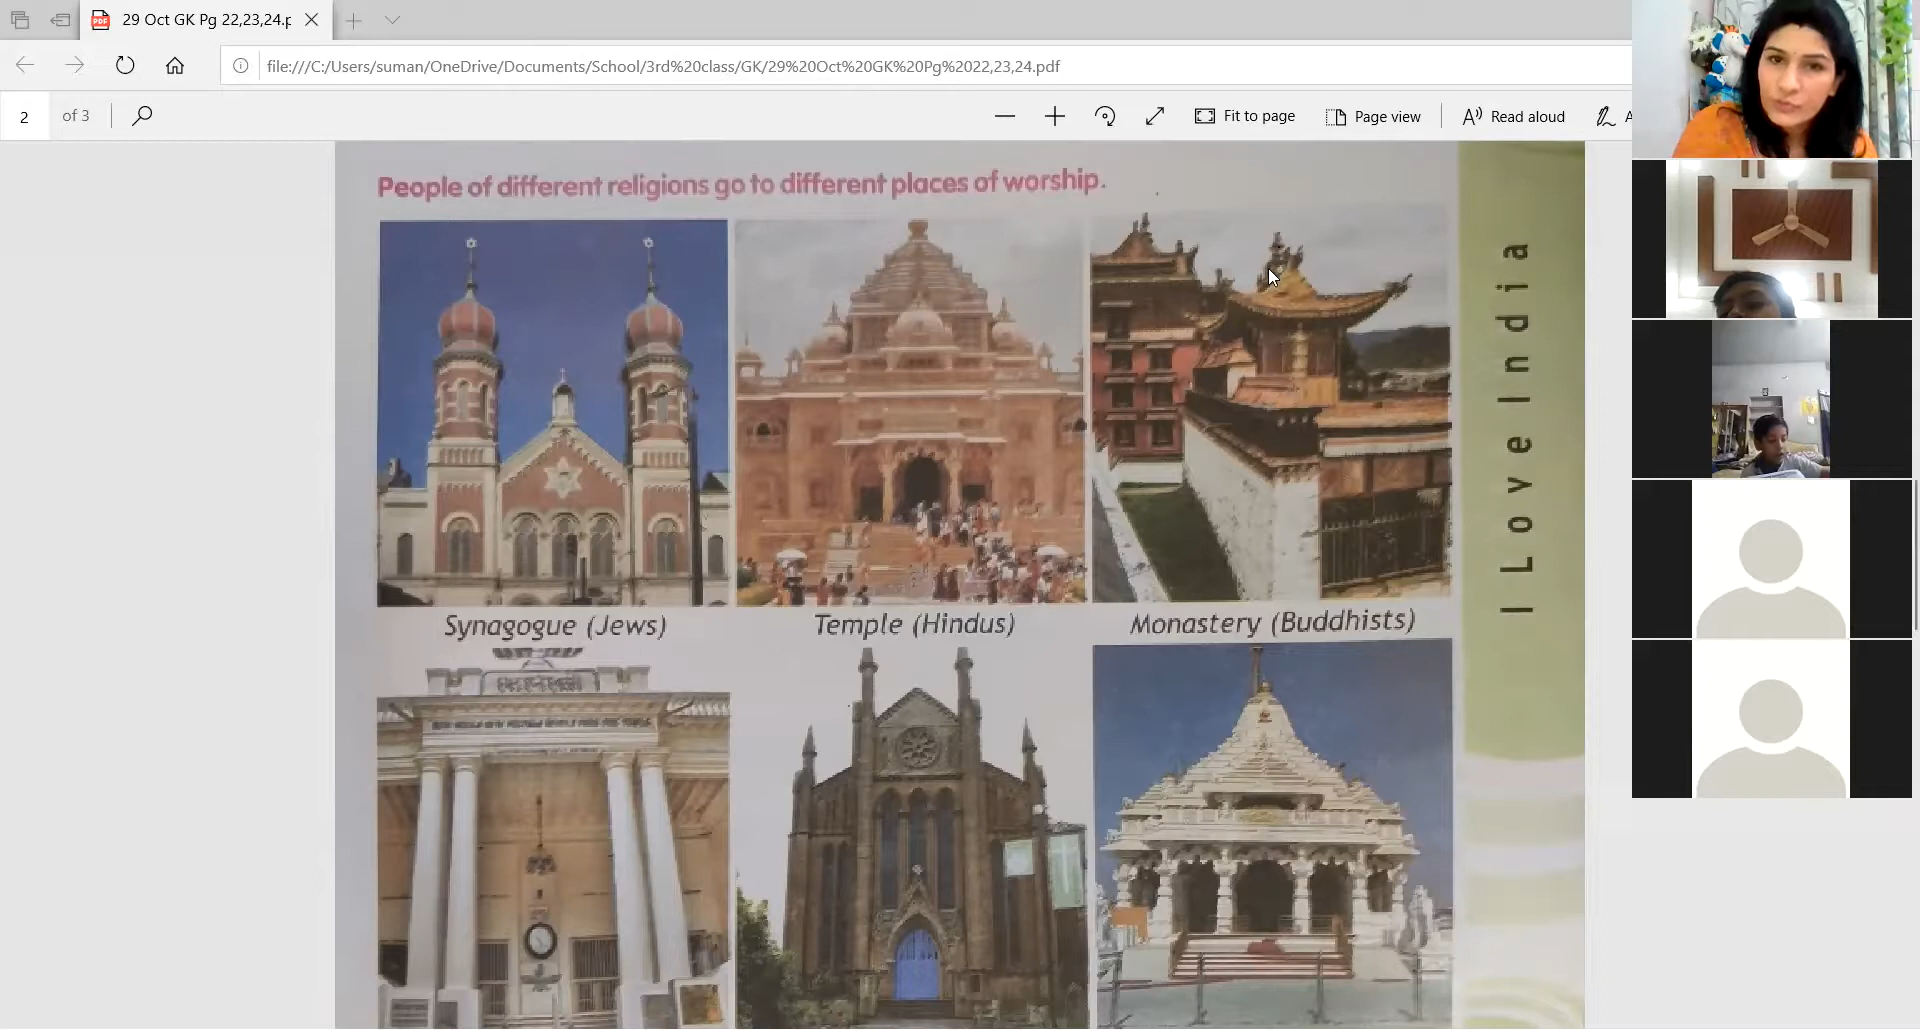 29 Oct GK Pg 22,23,24.p
file:///C:/Users/suman/OneDrive/Documents/School/3rd%20class/GK/29%20Oct%20GK%20Pg%2022,23,24.pdf
2 of 3
Fit to page
Page view
Read aloud
People of different religions go to different places of worship.
I Love India
Synagogue (Jews)
Temple (Hindus)
Monastery (Buddhists)